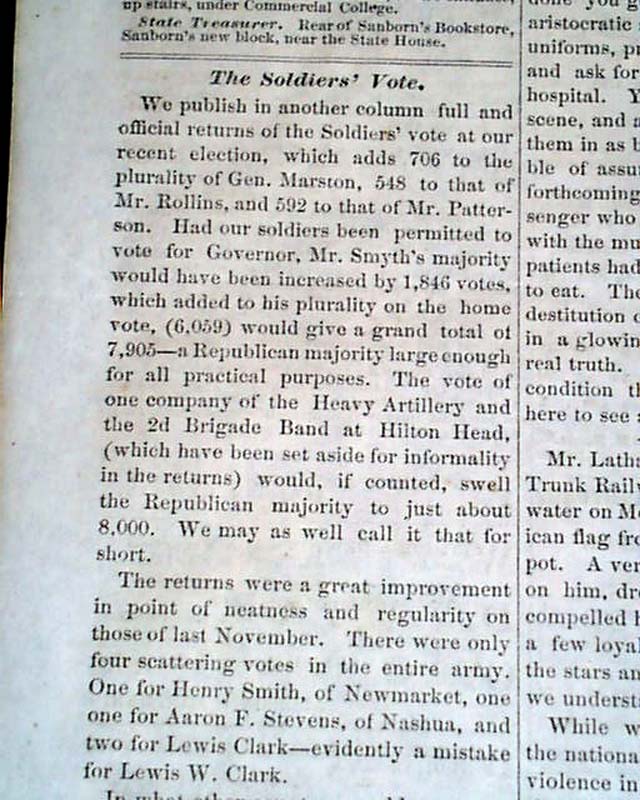 up stairs, under Commercial College.
State Treasurer. Rear of Sanborn's Bookstore,
Sanborn's new block, near the State House.
The Soldiers' Vote.
We publish in another column full and
official returns of the Soldiers' vote at our
recent election, which adds 706 to the
plurality of Gen. Marston, 548 to that of
Mr. Rollins, and 592 to that of Mr. Patter-
son. Had our soldiers been permitted to
vote for Governor, Mr. Smyth's majority
would have been increased by 1,846 votes,
which added to his plurality on the home
vote, (6,059) would give a grand total of
7,905—a Republican majority large enough
for all practical purposes. The vote of
one company of the Heavy Artillery and
the 2d Brigade Band at Hilton Head,
(which have been set aside for informality
in the returns) would, if counted, swell
the Republican majority to just about
8,000. We may as well call it that for
short.
The returns were a great improvement
in point of neatness and regularity on
those of last November. There were only
four scattering votes in the entire army.
One for Henry Smith, of Newmarket, one
one for Aaron F. Stevens, of Nashua, and
two for Lewis Clark—evidently a mistake
for Lewis W. Clark.
aristocratic
uniforms,
and ask for
hospital.
scene, and
them in as
ble of
forthcoming
senger who
with the
patients had
to eat.
destitution
in a
real truth.
condition
here to see
Mr.
Trunk
water on
ican flag
pot. A
on him,
compelled
a few
the stars
we
While
the
violence in